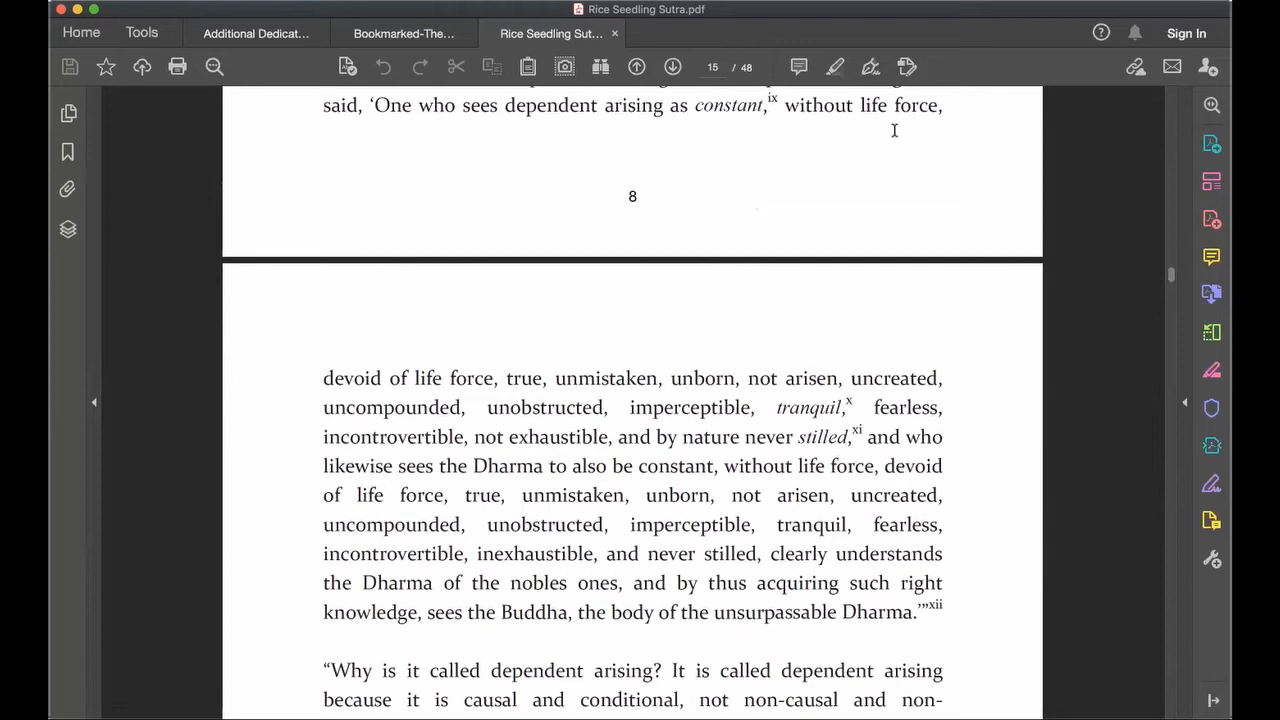 Rice Seedling Sutra.pdf
Home Tools Additional Dedicat... Bookmarked-The... Rice Seedling Sut... × Sign In
15 / 48
said, ‘One who sees dependent arising as constant,ix without life force,
8
devoid of life force, true, unmistaken, unborn, not arisen, uncreated,
uncompounded, unobstructed, imperceptible, tranquil,x fearless,
incontrovertible, not exhaustible, and by nature never stilled,xi and who
likewise sees the Dharma to also be constant, without life force, devoid
of life force, true, unmistaken, unborn, not arisen, uncreated,
uncompounded, unobstructed, imperceptible, tranquil, fearless,
incontrovertible, inexhaustible, and never stilled, clearly understands
the Dharma of the nobles ones, and by thus acquiring such right
knowledge, sees the Buddha, the body of the unsurpassable Dharma.’”xii
“Why is it called dependent arising? It is called dependent arising
because it is causal and conditional, not non-causal and non-